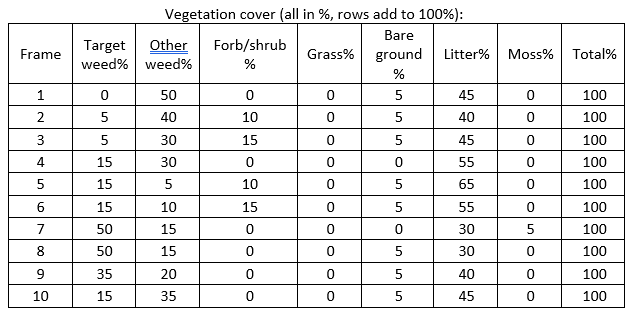 Vegetation cover (all in %, rows add to 100%):
Frame Target weed% Other weed% Forb/shrub % Grass% Bare ground % Litter% Moss% Total%
1 0 50 0 0 5 45 0 100
2 5 40 10 0 5 40 0 100
3 5 30 15 0 5 45 0 100
4 15 30 0 0 0 55 0 100
5 15 5 10 0 5 65 0 100
6 15 10 15 0 5 55 0 100
7 50 15 0 0 0 30 5 100
8 50 15 0 0 5 30 0 100
9 35 20 0 0 5 40 0 100
10 15 35 0 0 5 45 0 100